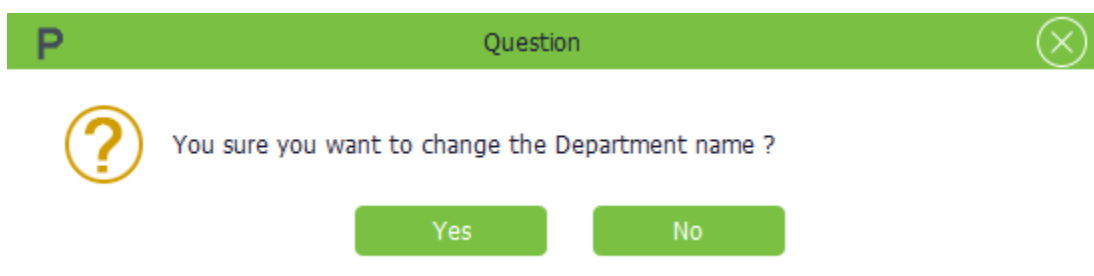 P Question
? You sure you want to change the Department name ?
Yes No